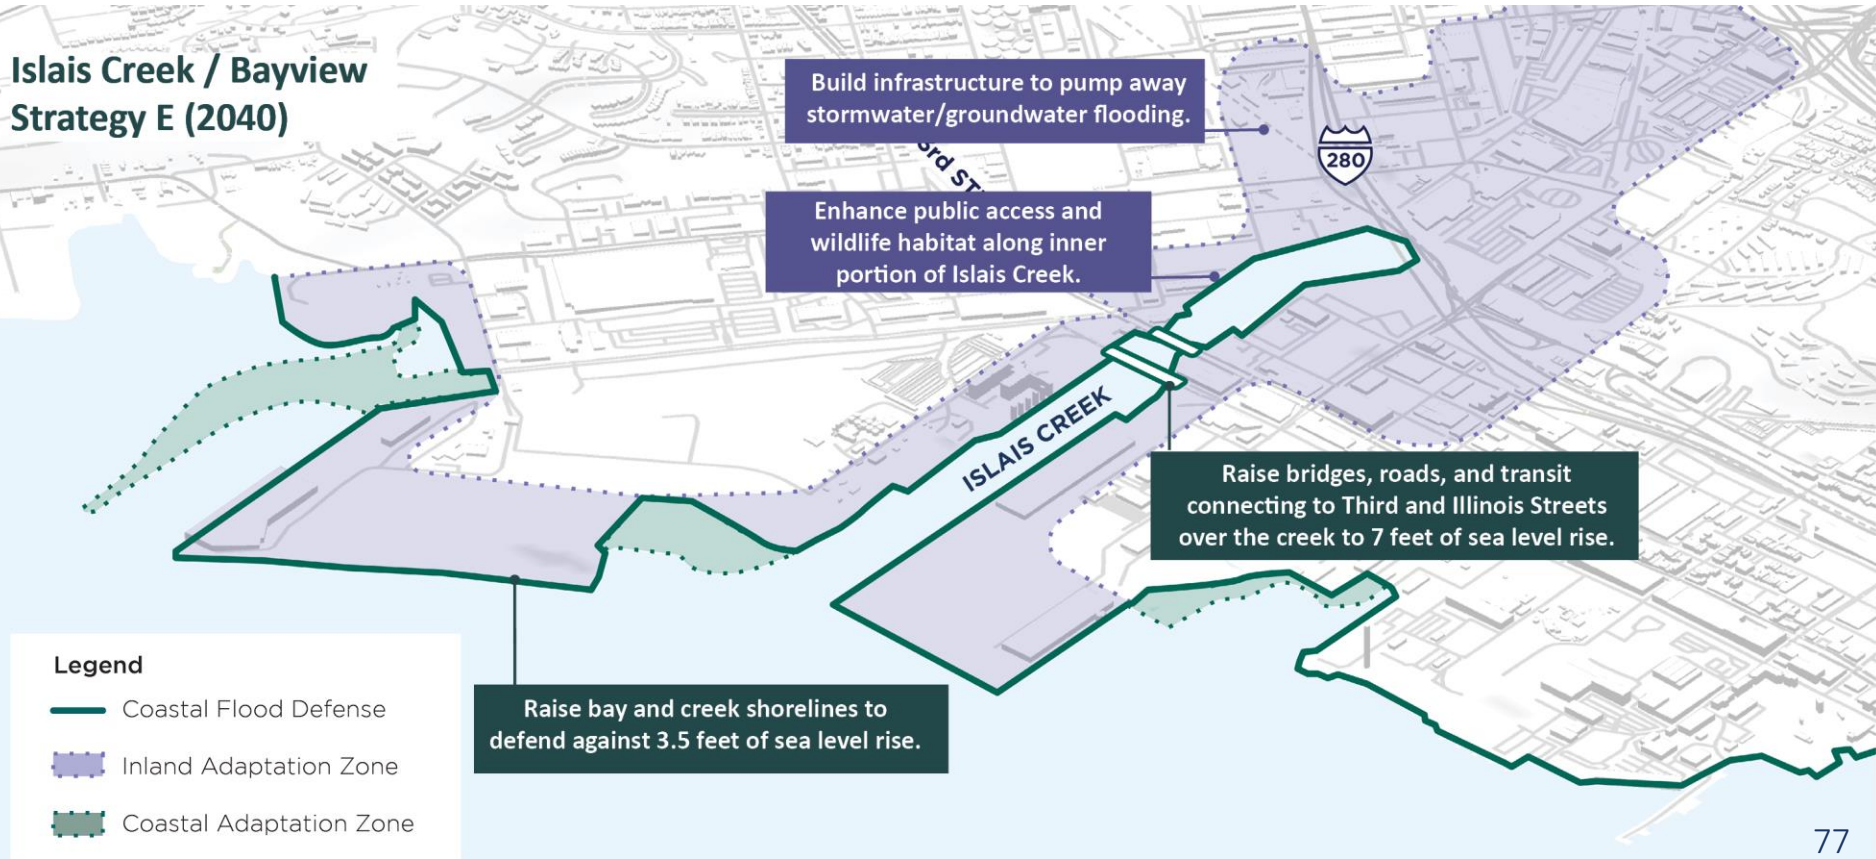 Islais Creek / Bayview
Strategy E (2040)
Build infrastructure to pump away
stormwater/groundwater flooding.
280
Enhance public access and
wildlife habitat along inner
portion of Islais Creek.
ISLAIS CREEK
Raise bridges, roads, and transit
connecting to Third and Illinois Streets
over the creek to 7 feet of sea level rise.
Raise bay and creek shorelines to
defend against 3.5 feet of sea level rise.
Legend
Coastal Flood Defense
Inland Adaptation Zone
Coastal Adaptation Zone
77